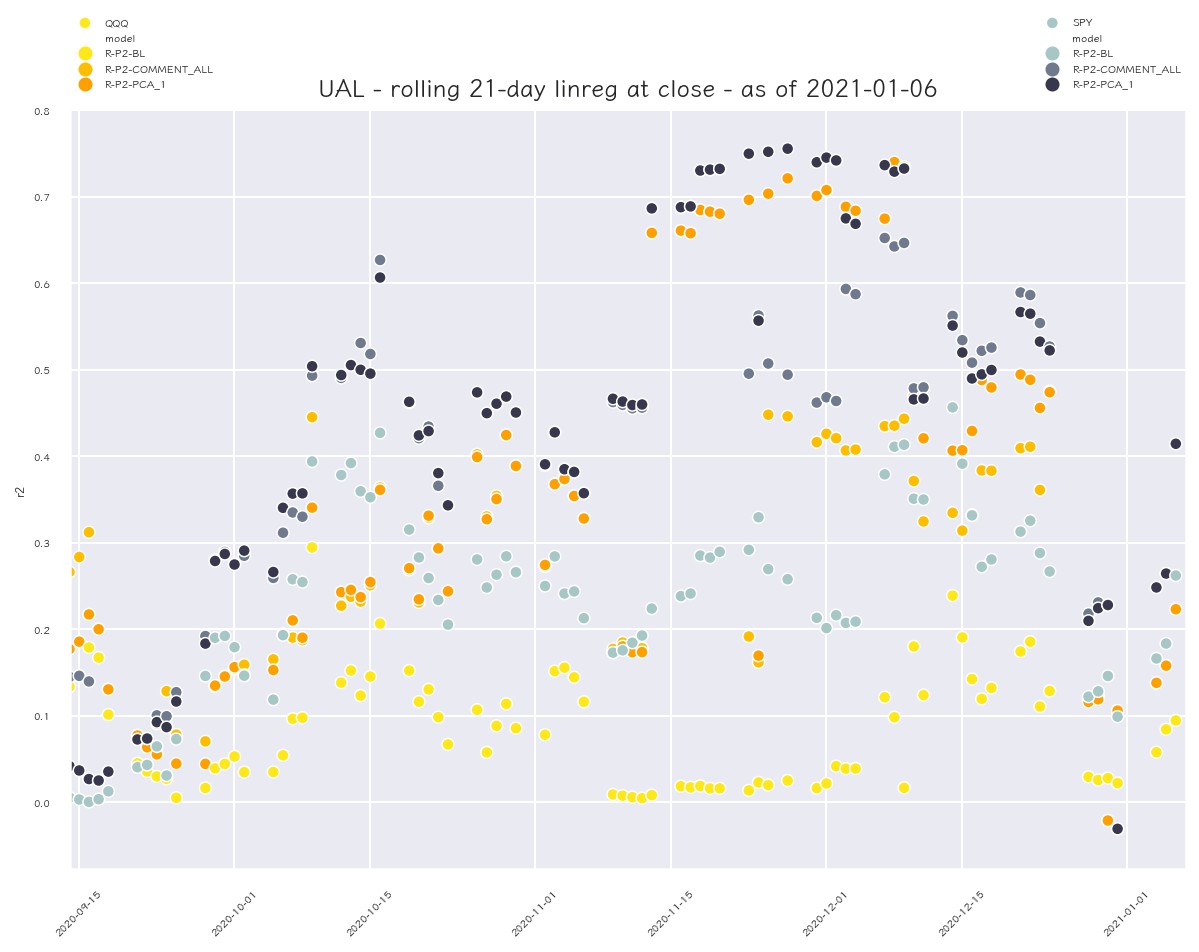 QQQ
model
R-P2-BL
R-P2-COMMENT_ALL
R-P2-PCA_1
SPY
model
R-P2-BL
R-P2-COMMENT_ALL
R-P2-PCA_1
UAL - rolling 21-day linreg at close - as of 2021-01-06
0.8
0.7
0.6
0.5
0.4
0.3
0.2
0.1
0.0
r2
2020-09-15
2020-10-01
2020-10-15
2020-11-01
2020-11-15
2020-12-01
2020-12-15
2021-01-01